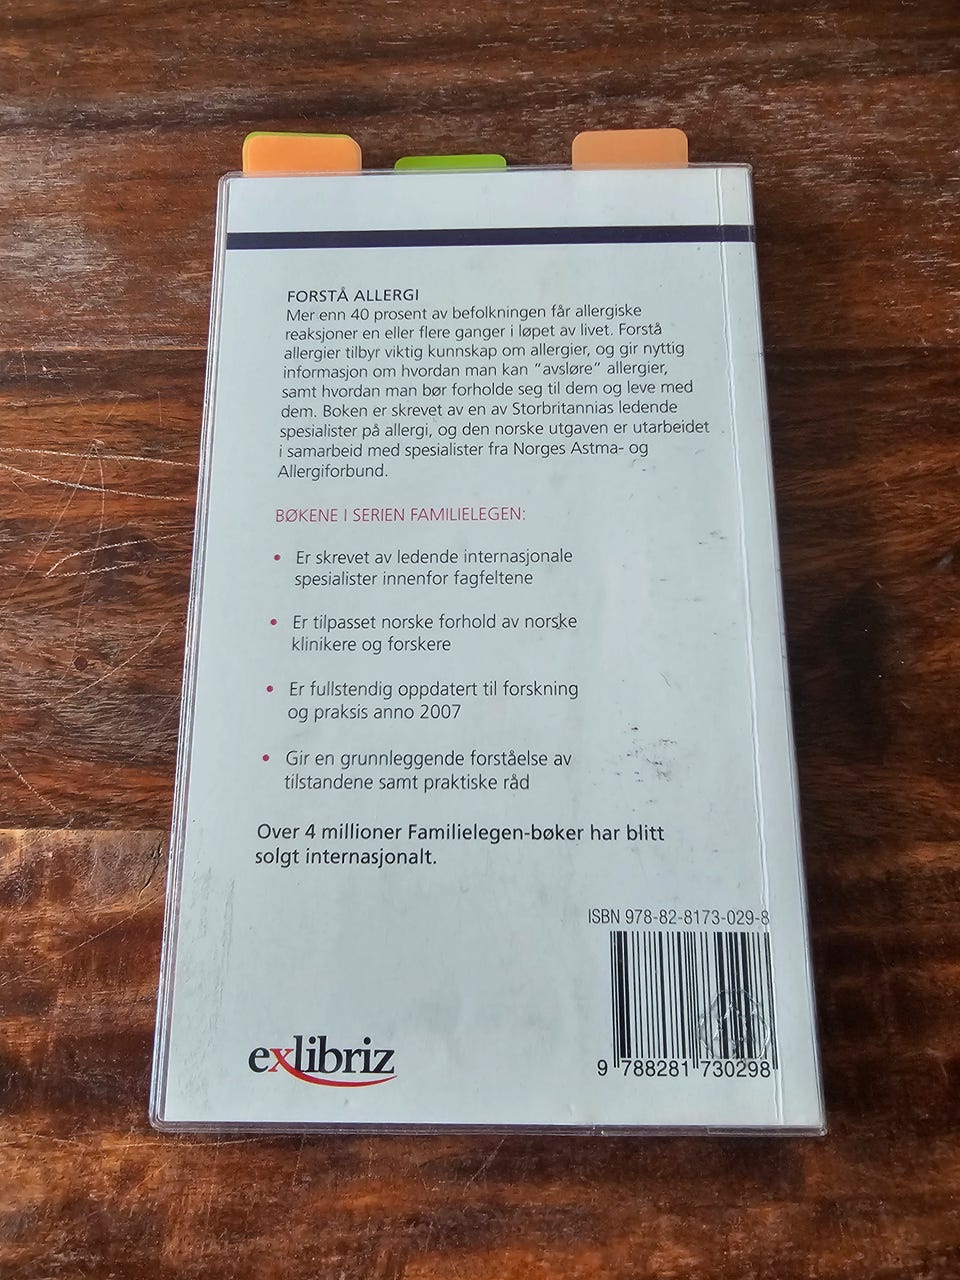 FORSTÅ ALLERGI
Mer enn 40 prosent av befolkningen får allergiske
reaksjoner en eller flere ganger i løpet av livet. Forstå
allergier tilbyr viktig kunnskap om allergier, og gir nyttig
informasjon om hvordan man kan "avsløre" allergier,
samt hvordan man bør forholde seg til dem og leve med
dem. Boken er skrevet av en av Storbritannias ledende
spesialister på allergi, og den norske utgaven er utarbeidet
i samarbeid med spesialister fra Norges Astma- og
Allergiforbund.
BØKENE I SERIEN FAMILIELEGEN:
• Er skrevet av ledende internasjonale
spesialister innenfor fagfeltene
• Er tilpasset norske forhold av norske
klinikere og forskere
• Er fullstendig oppdatert til forskning
og praksis anno 2007
• Gir en grunnleggende forståelse av
tilstandene samt praktiske råd
Over 4 millioner Familielegen-bøker har blitt
solgt internasjonalt.
ISBN 978-82-8173-029-8
9 788281 730298
exlibriz